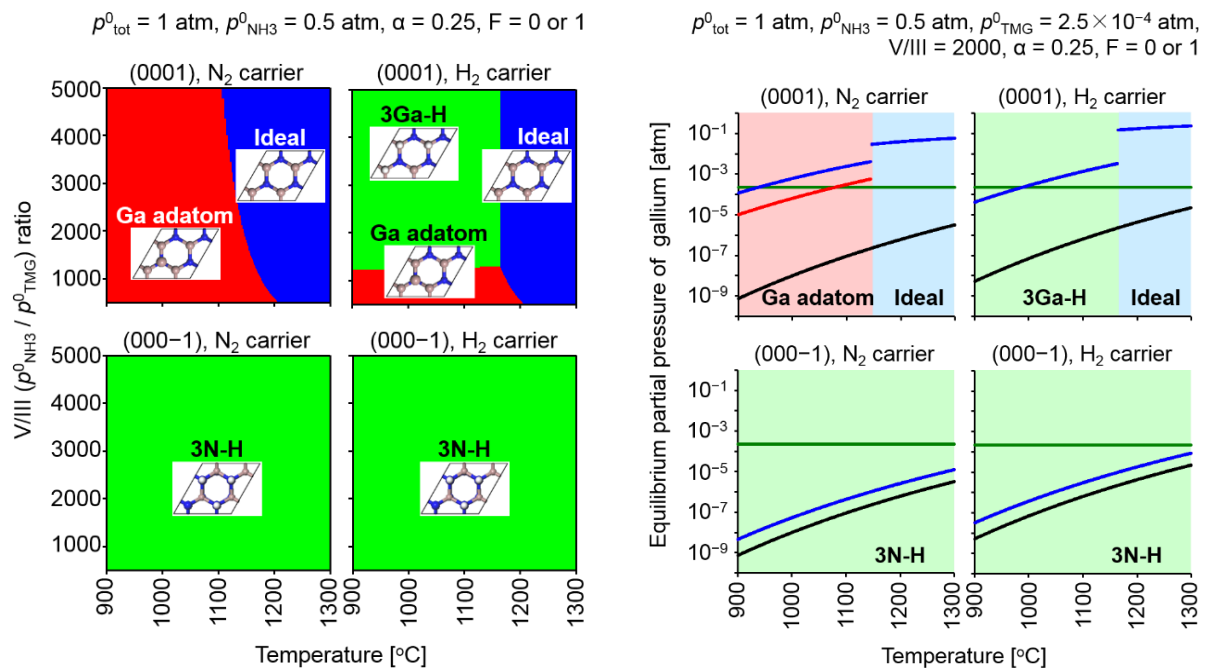 p⁰tot = 1 atm, p⁰NH3 = 0.5 atm, α = 0.25, F = 0 or 1
(0001), N₂ carrier
(0001), H₂ carrier
5000
4000
3000
2000
1000
Ideal
Ga adatom
3Ga-H
Ideal
Ga adatom
V/III (p⁰NH3 / p⁰TMG) ratio
(000−1), N₂ carrier
(000−1), H₂ carrier
5000
4000
3000
2000
1000
3N-H
3N-H
900
1000
1100
1200
1300
900
1000
1100
1200
1300
Temperature [°C]
p⁰tot = 1 atm, p⁰NH3 = 0.5 atm, p⁰TMG = 2.5×10⁻⁴ atm,
V/III = 2000, α = 0.25, F = 0 or 1
(0001), N₂ carrier
(0001), H₂ carrier
10⁻¹
10⁻³
10⁻⁵
10⁻⁷
10⁻⁹
Ga adatom
Ideal
3Ga-H
Ideal
Equilibrium partial pressure of gallium [atm]
(000−1), N₂ carrier
(000−1), H₂ carrier
10⁻¹
10⁻³
10⁻⁵
10⁻⁷
10⁻⁹
3N-H
3N-H
900
1000
1100
1200
1300
900
1000
1100
1200
1300
Temperature [°C]